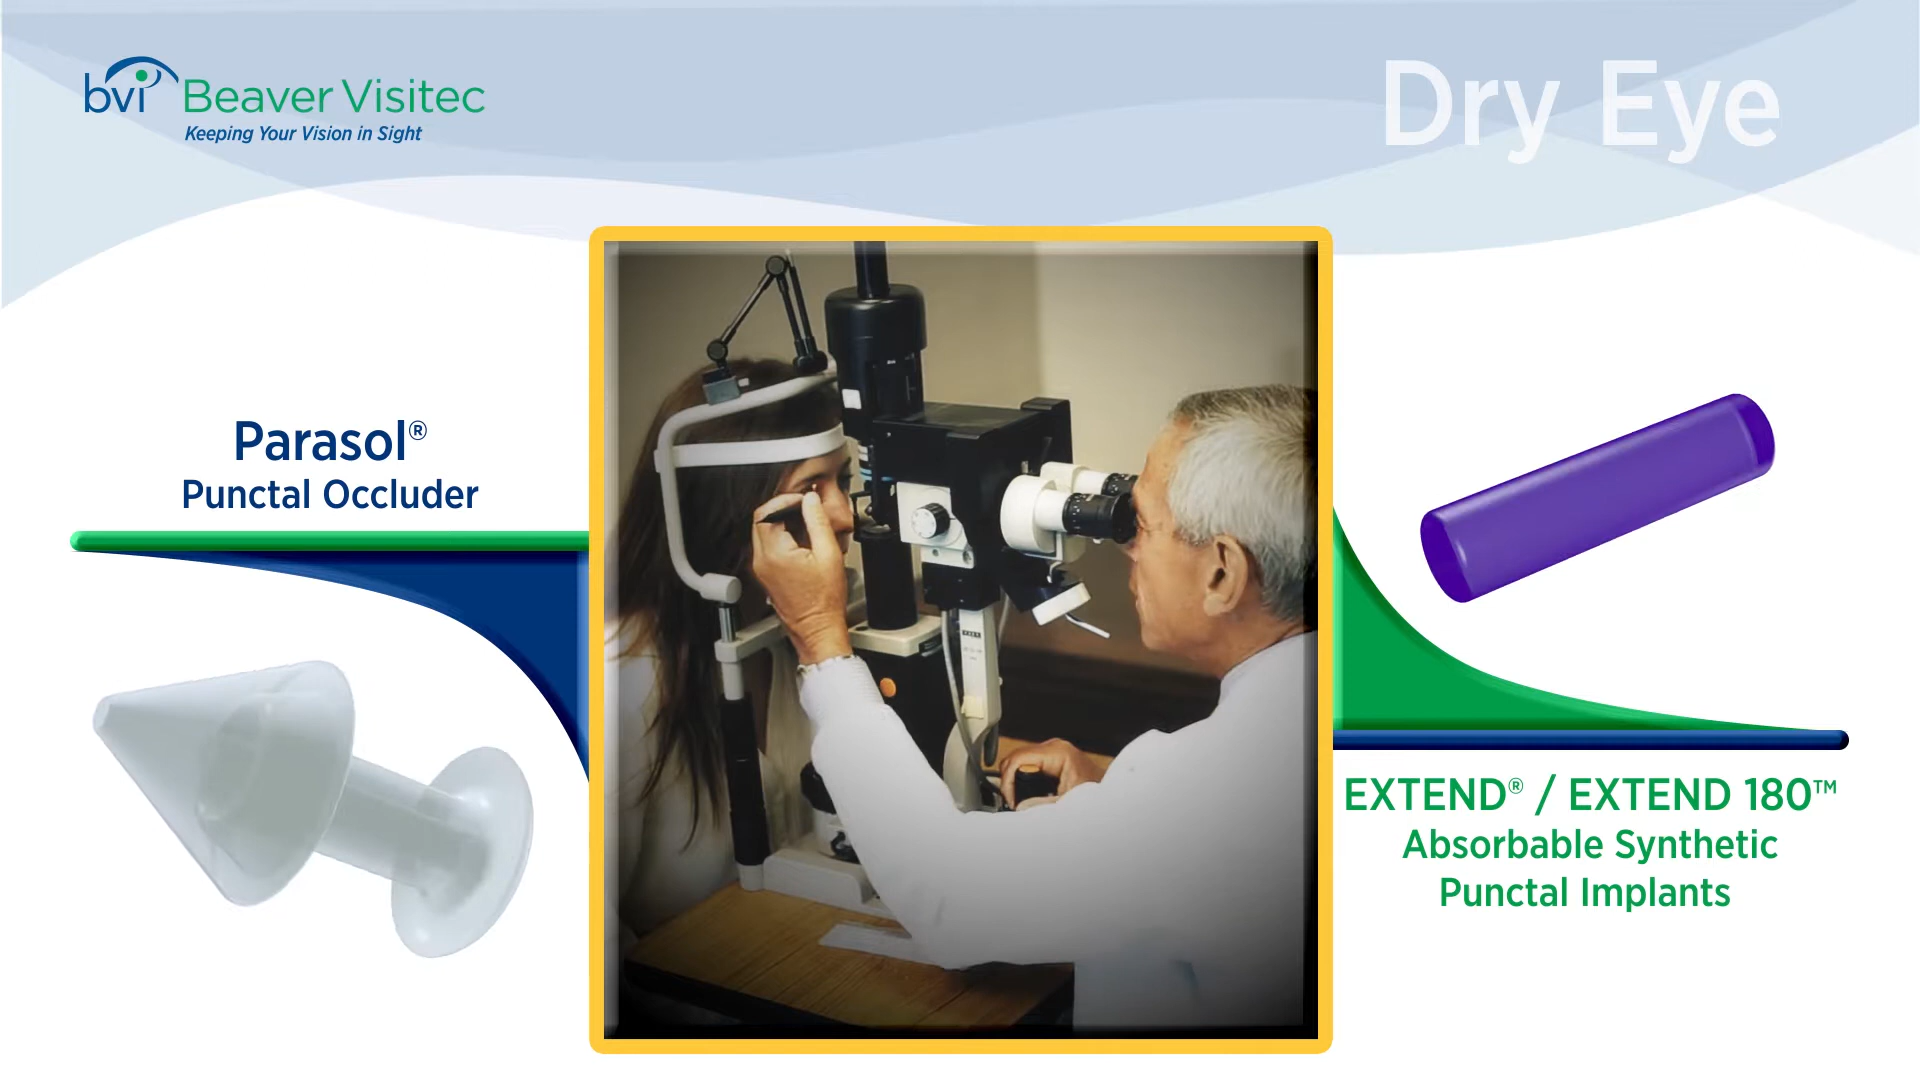 bvi Beaver Visitec
Keeping Your Vision in Sight
Dry Eye
Parasol®
Punctal Occluder
EXTEND® / EXTEND 180™
Absorbable Synthetic
Punctal Implants